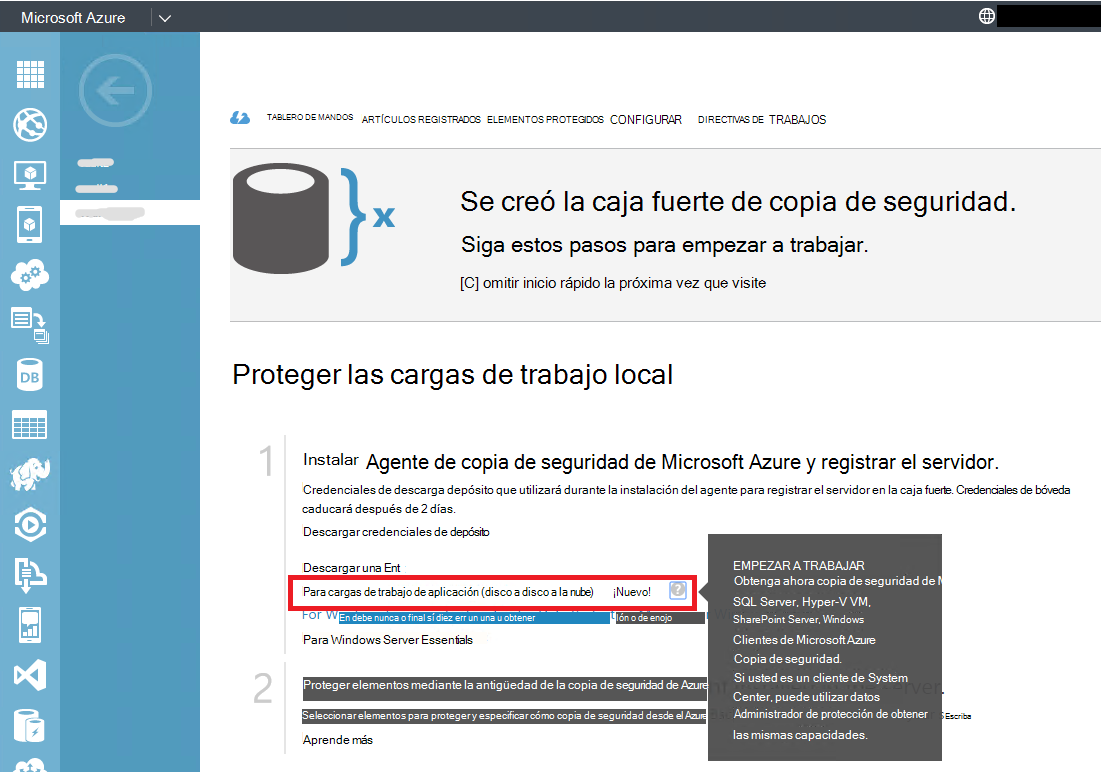 Microsoft Azure
TABLERO DE MANDOS ARTÍCULOS REGISTRADOS ELEMENTOS PROTEGIDOS CONFIGURAR DIRECTIVAS DE TRABAJOS
x
Se creó la caja fuerte de copia de seguridad.
Siga estos pasos para empezar a trabajar.
[C] omitir inicio rápido la próxima vez que visite
Proteger las cargas de trabajo local
1
Instalar Agente de copia de seguridad de Microsoft Azure y registrar el servidor.
Credenciales de descarga depósito que utilizará durante la instalación del agente para registrar el servidor en la caja fuerte. Credenciales de bóveda
caducará después de 2 días.
Descargar credenciales de depósito
Descargar una Ent
Para cargas de trabajo de aplicación (disco a disco a la nube) ¡Nuevo! ?
For W
En debe nunca o final sí diez err un una u obtener
lón o de enojo
Para Windows Server Essentials
2
Proteger elementos mediante la antigüedad de la copia de seguridad de Azure
Seleccionar elementos para proteger y especificar cómo copia de seguridad desde el Azure
Aprende más
EMPEZAR A TRABAJAR
Obtenga ahora copia de seguridad de M
SQL Server, Hyper-V VM,
SharePoint Server, Windows
Clientes de Microsoft Azure
Copia de seguridad.
Si usted es un cliente de System
Center, puede utilizar datos
Administrador de protección de obtener
las mismas capacidades.
erver.
Escriba
DB